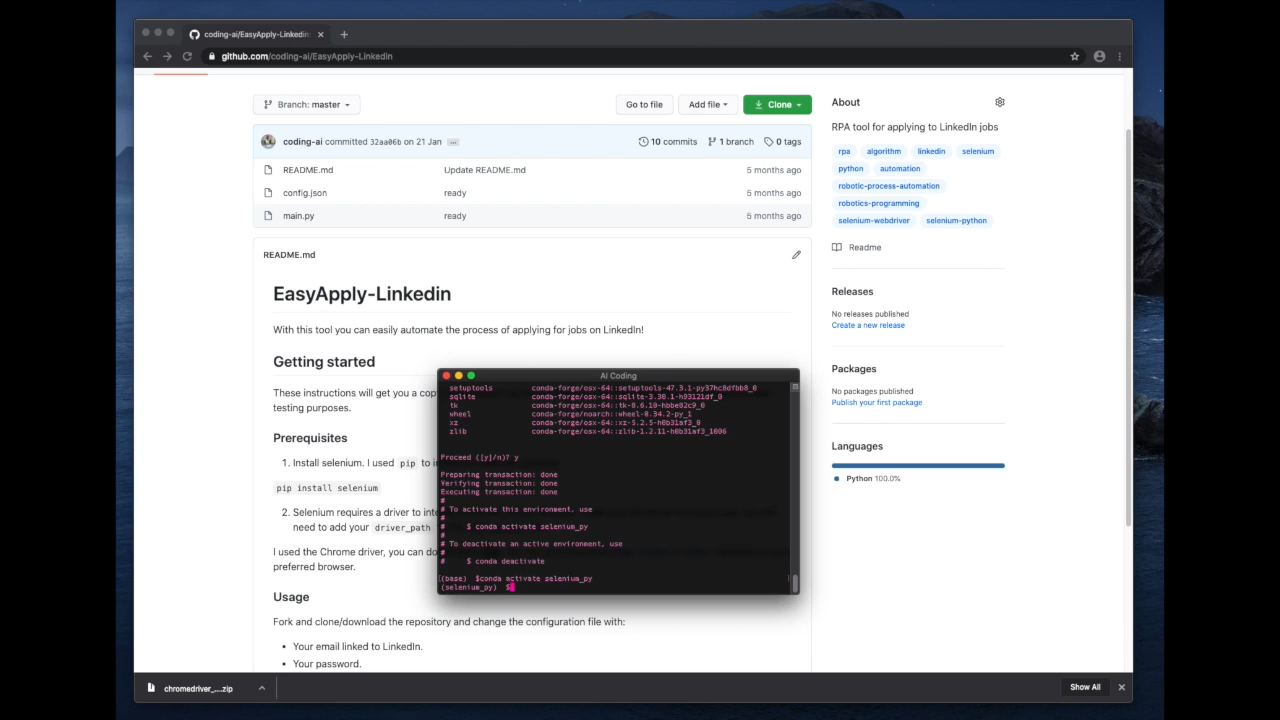 coding-ai/EasyApply-Linkedin
github.com/coding-ai/EasyApply-Linkedin
Branch: master
Go to file
Add file
Clone
coding-ai committed 32aa06b on 21 Jan
10 commits
1 branch
0 tags
README.md Update README.md 5 months ago
config.json ready 5 months ago
main.py ready 5 months ago
README.md
EasyApply-Linkedin
With this tool you can easily automate the process of applying for jobs on LinkedIn!
Getting started
These instructions will get you a cop
testing purposes.
Prerequisites
1. Install selenium. I used pip to in
pip install selenium
2. Selenium requires a driver to inte
need to add your driver_path
I used the Chrome driver, you can do
preferred browser.
Usage
Fork and clone/download the repository and change the configuration file with:
• Your email linked to LinkedIn.
• Your password.
About
RPA tool for applying to LinkedIn jobs
rpa algorithm linkedin selenium
python automation
robotic-process-automation
robotics-programming
selenium-webdriver selenium-python
Readme
Releases
No releases published
Create a new release
Packages
No packages published
Publish your first package
Languages
Python 100.0%
AI Coding
setuptools conda-forge/osx-64::setuptools-47.3.1-py37hc8dfbb8_0
sqlite conda-forge/osx-64::sqlite-3.30.1-h93121df_0
tk conda-forge/osx-64::tk-8.6.10-hbbe82c9_0
wheel conda-forge/noarch::wheel-0.34.2-py_1
xz conda-forge/osx-64::xz-5.2.5-h0b31af3_0
zlib conda-forge/osx-64::zlib-1.2.11-h0b31af3_1006
Proceed ([y]/n)? y
Preparing transaction: done
Verifying transaction: done
Executing transaction: done
#
# To activate this environment, use
#
# $ conda activate selenium_py
#
# To deactivate an active environment, use
#
# $ conda deactivate
(base) $conda activate selenium_py
(selenium_py) $
chromedriver_....zip
Show All